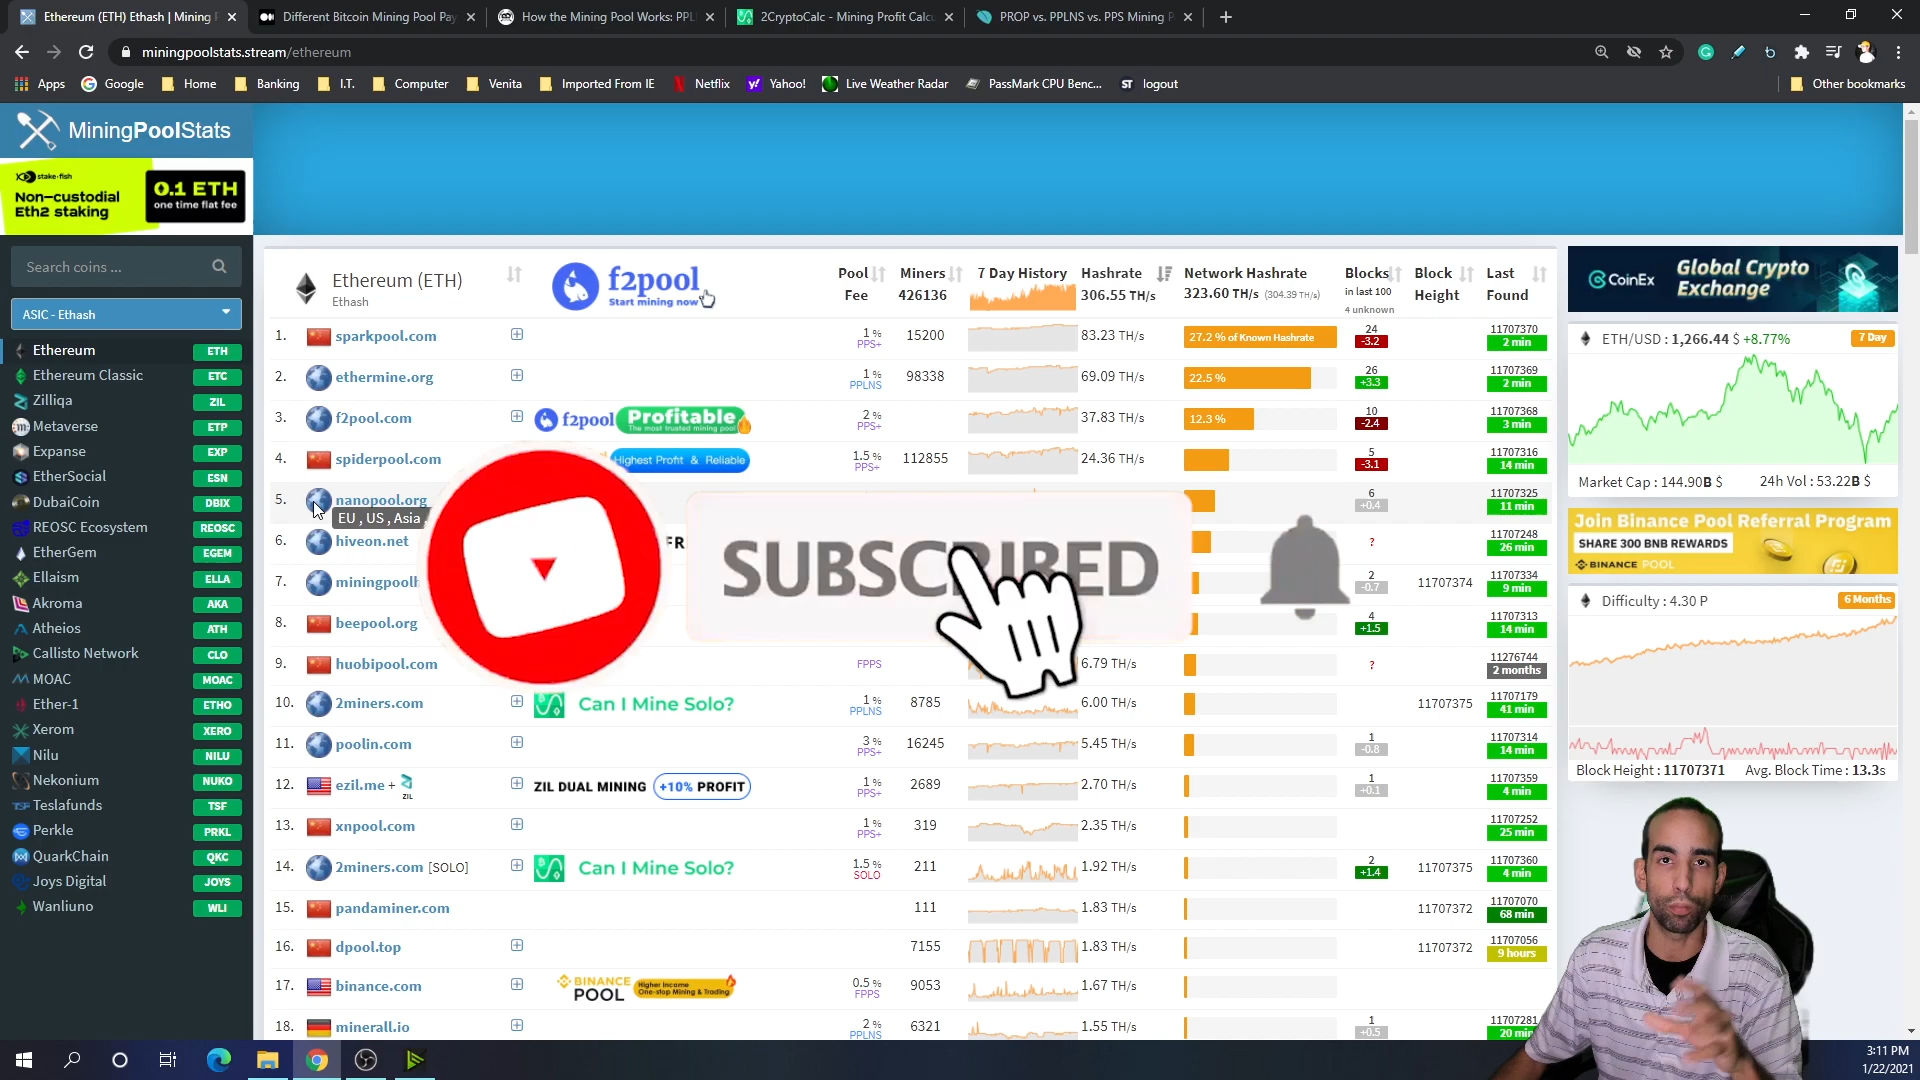 Ethereum (ETH) Ethash | Mining P
Different Bitcoin Mining Pool Pay
How the Mining Pool Works: PPL
2CryptoCalc - Mining Profit Calc
PROP vs. PPLNS vs. PPS Mining P
miningpoolstats.stream/ethereum
Apps Google Home Banking I.T. Computer Venita Imported From IE Netflix Yahoo! Live Weather Radar PassMark CPU Benc... ST logout Other bookmarks
MiningPoolStats
stake·fish
Non-custodial
Eth2 staking
0.1 ETH
one time flat fee
Search coins ...
ASIC - Ethash
Ethereum ETH
Ethereum Classic ETC
Zilliqa ZIL
Metaverse ETP
Expanse EXP
EtherSocial ESN
DubaiCoin DBIX
REOSC Ecosystem REOSC
EtherGem EGEM
Ellaism ELLA
Akroma AKA
Atheios ATH
Callisto Network CLO
MOAC MOAC
Ether-1 ETHO
Xerom XERO
Nilu NILU
Nekonium NUKO
Teslafunds TSF
Perkle PRKL
QuarkChain QKC
Joys Digital JOYS
Wanliuno WLI
Ethereum (ETH)
Ethash
f2pool
Start mining now
Pool Fee
Miners
426136
7 Day History
Hashrate
306.55 TH/s
Network Hashrate
323.60 TH/s (304.39 TH/s)
Blocks
in last 100
4 unknown
Block Height
Last Found
1. sparkpool.com 1 % PPS+ 15200 83.23 TH/s 27.2 % of Known Hashrate 24 -3.2 11707370 2 min
2. ethermine.org 1 % PPLNS 98338 69.09 TH/s 22.5 % 26 +3.3 11707369 2 min
3. f2pool.com f2pool Profitable The most trusted mining pool 2 % PPS+ 37.83 TH/s 12.3 % 10 -2.4 11707368 3 min
4. spiderpool.com Highest Profit & Reliable 1.5 % PPS+ 112855 24.36 TH/s 5 -3.1 11707316 14 min
5. nanopool.org 6 +0.4 11707325 11 min
EU , US , Asia ,
6. hiveon.net FR ? 11707248 26 min
7. miningpoolh 2 -0.7 11707374 11707334 9 min
8. beepool.org 4 +1.5 11707313 14 min
9. huobipool.com FPPS 6.79 TH/s ? 11276744 2 months
10. 2miners.com Can I Mine Solo? 1 % PPLNS 8785 6.00 TH/s 11707375 11707179 41 min
11. poolin.com 3 % PPS+ 16245 5.45 TH/s 1 -0.8 11707314 14 min
12. ezil.me + ZIL ZIL DUAL MINING +10% PROFIT 1 % PPS+ 2689 2.70 TH/s 1 +0.1 11707359 4 min
13. xnpool.com 1 % PPS+ 319 2.35 TH/s 11707252 25 min
14. 2miners.com [SOLO] Can I Mine Solo? 1.5 % SOLO 211 1.92 TH/s 2 +1.4 11707375 11707360 4 min
15. pandaminer.com 111 1.83 TH/s 11707372 11707070 68 min
16. dpool.top 7155 1.83 TH/s 11707372 11707056 9 hours
17. binance.com BINANCE POOL Higher Income One-stop Mining & Trading 0.5 % FPPS 9053 1.67 TH/s
18. minerall.io 2 % PPLNS 6321 1.55 TH/s 1 +0.5 11707281 20 min
SUBSCRIBED
CoinEx
Global Crypto
Exchange
ETH/USD : 1,266.44 $ +8.77% 7 Day
Market Cap : 144.90B $ 24h Vol : 53.22B $
Join Binance Pool Referral Program
SHARE 300 BNB REWARDS
BINANCE POOL
Difficulty : 4.30 P 6 Months
Block Height : 11707371 Avg. Block Time : 13.3s
3:11 PM
1/22/2021